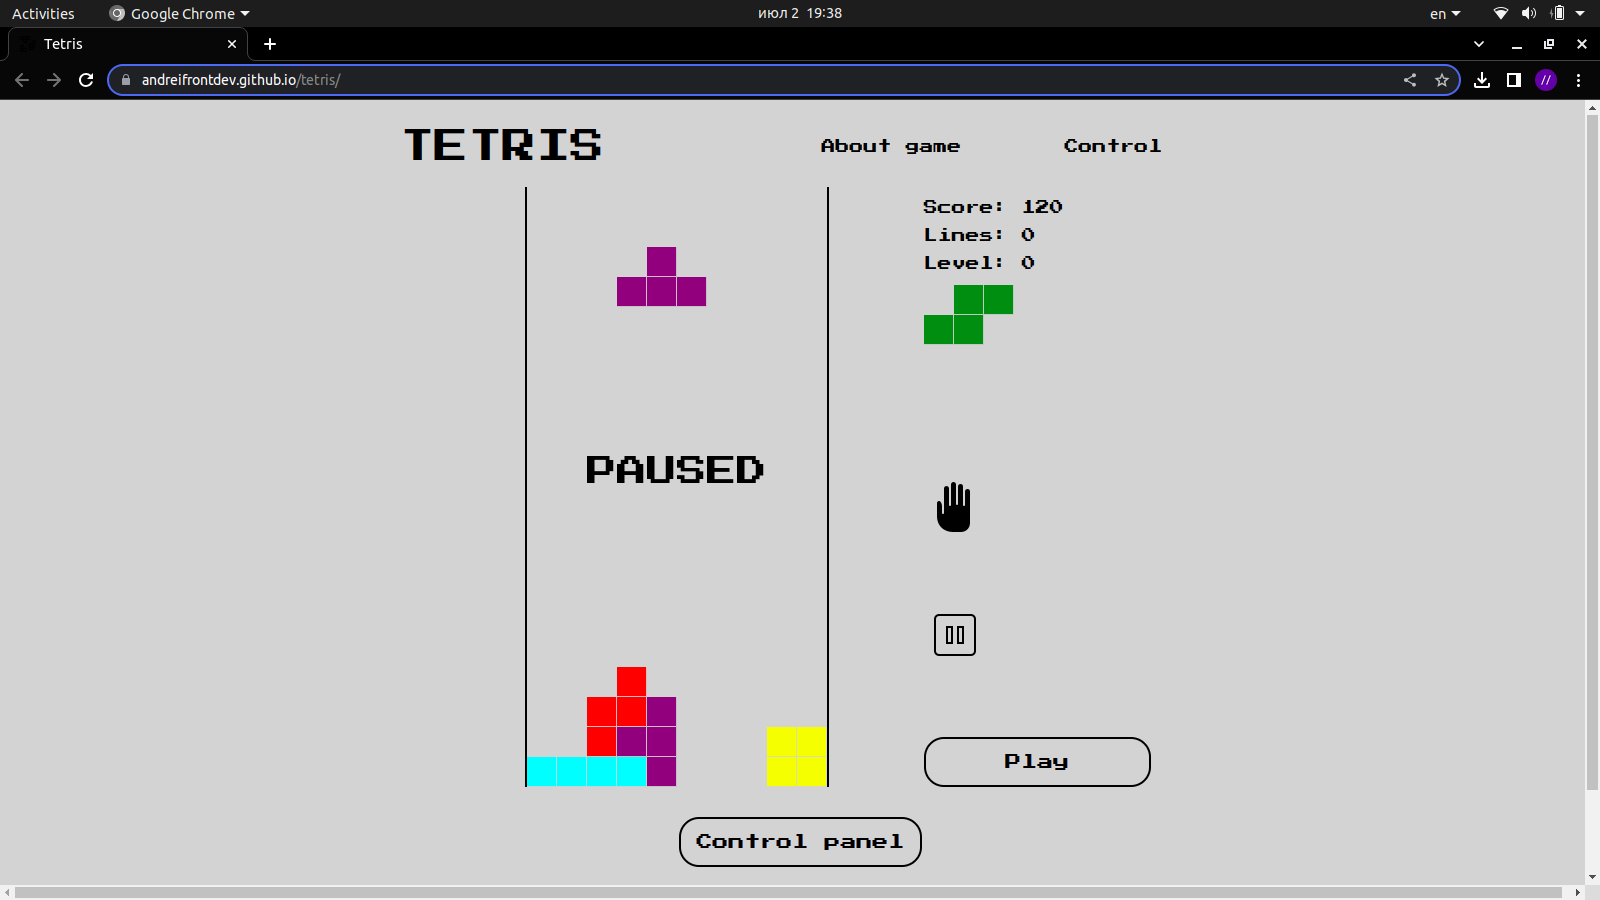 Activities
Google Chrome
июл 2 19:38
en
Tetris
andreifrontdev.github.io/tetris/
//
TETRIS
About game
Control
Score: 120
Lines: 0
Level: 0
PAUSED
Play
Control panel